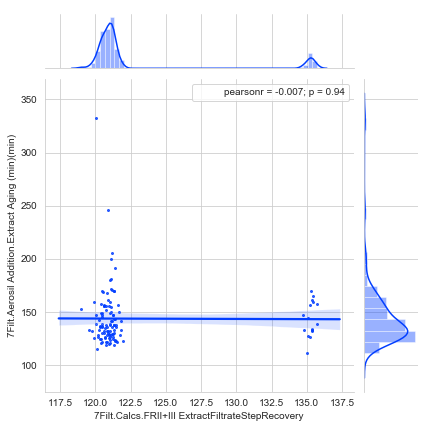 pearsonr = -0.007; p = 0.94
350
300
250
200
150
100
7Filt.Aerosil Addition.Extract Aging (min)(min)
117.5 120.0 122.5 125.0 127.5 130.0 132.5 135.0 137.5
7Filt.Calcs.FRII+III ExtractFiltrateStepRecovery